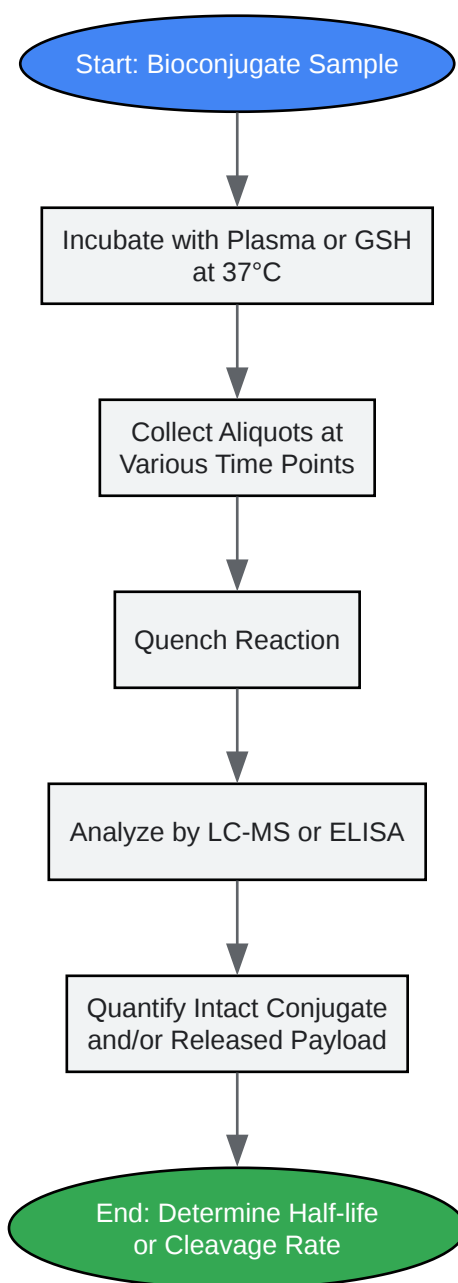 Start: Bioconjugate Sample
Incubate with Plasma or GSH
at 37°C
Collect Aliquots at
Various Time Points
Quench Reaction
Analyze by LC-MS or ELISA
Quantify Intact Conjugate
and/or Released Payload
End: Determine Half-life
or Cleavage Rate